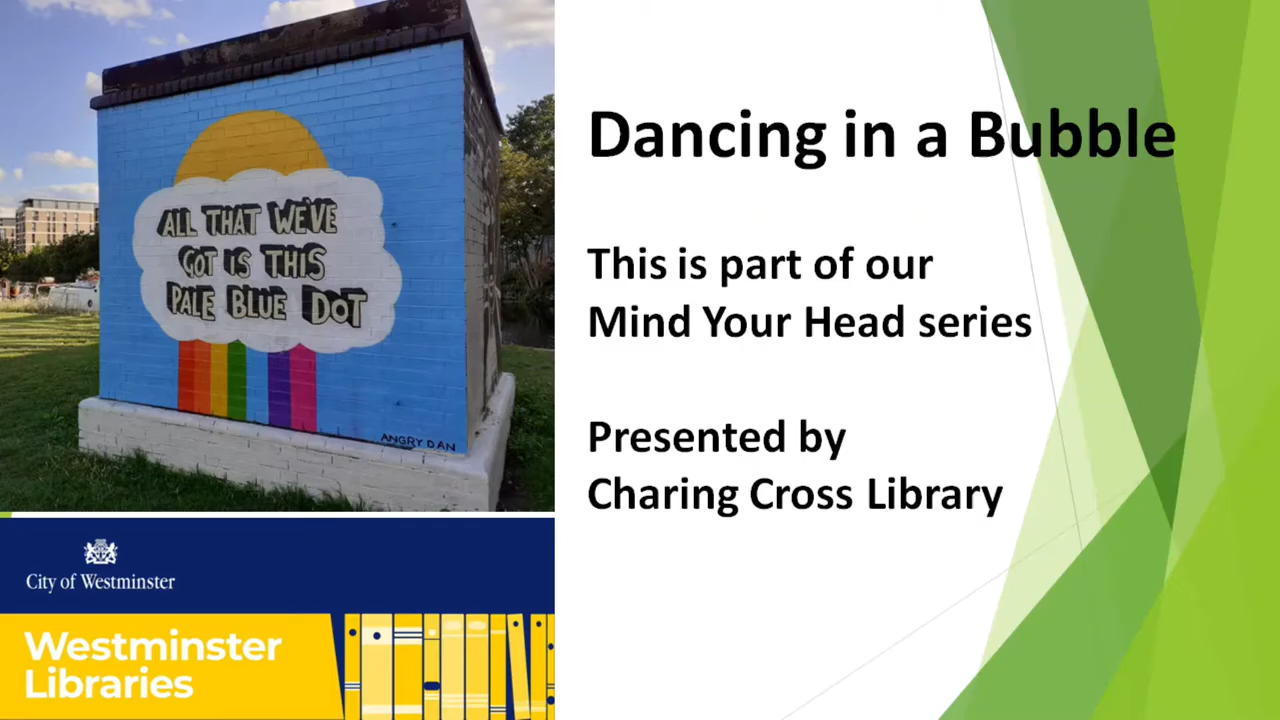 ALL THAT WE'VE
GOT IS THIS
PALE BLUE DOT
ANGRY DAN
City of Westminster
Westminster
Libraries
Dancing in a Bubble
This is part of our
Mind Your Head series
Presented by
Charing Cross Library